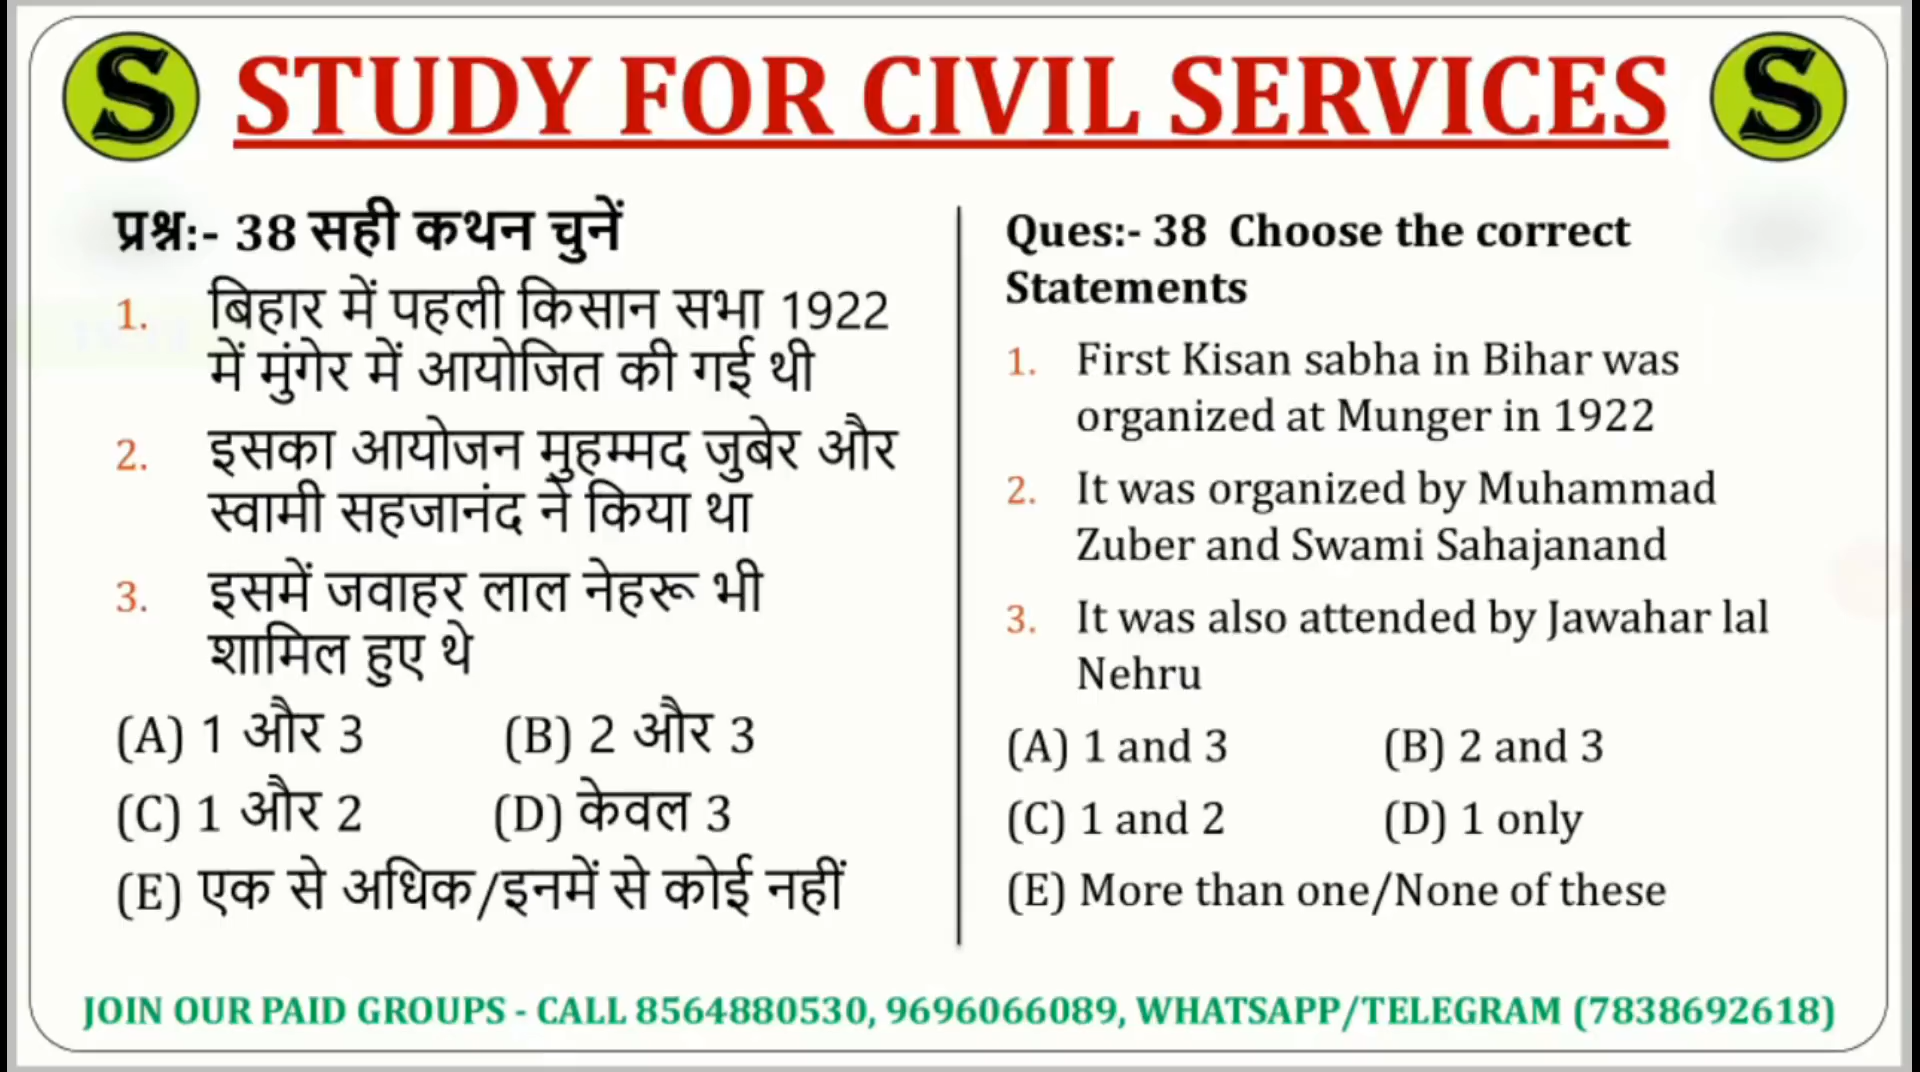 S STUDY FOR CIVIL SERVICES S
प्रश्न:- 38 सही कथन चुनें
1. बिहार में पहली किसान सभा 1922
में मुंगेर में आयोजित की गई थी
2. इसका आयोजन मुहम्मद जुबेर और
स्वामी सहजानंद ने किया था
3. इसमें जवाहर लाल नेहरू भी
शामिल हुए थे
(A) 1 और 3 (B) 2 और 3
(C) 1 और 2 (D) केवल 3
(E) एक से अधिक/इनमें से कोई नहीं
Ques:- 38 Choose the correct
Statements
1. First Kisan sabha in Bihar was
organized at Munger in 1922
2. It was organized by Muhammad
Zuber and Swami Sahajanand
3. It was also attended by Jawahar lal
Nehru
(A) 1 and 3 (B) 2 and 3
(C) 1 and 2 (D) 1 only
(E) More than one/None of these
JOIN OUR PAID GROUPS - CALL 8564880530, 9696066089, WHATSAPP/TELEGRAM (7838692618)